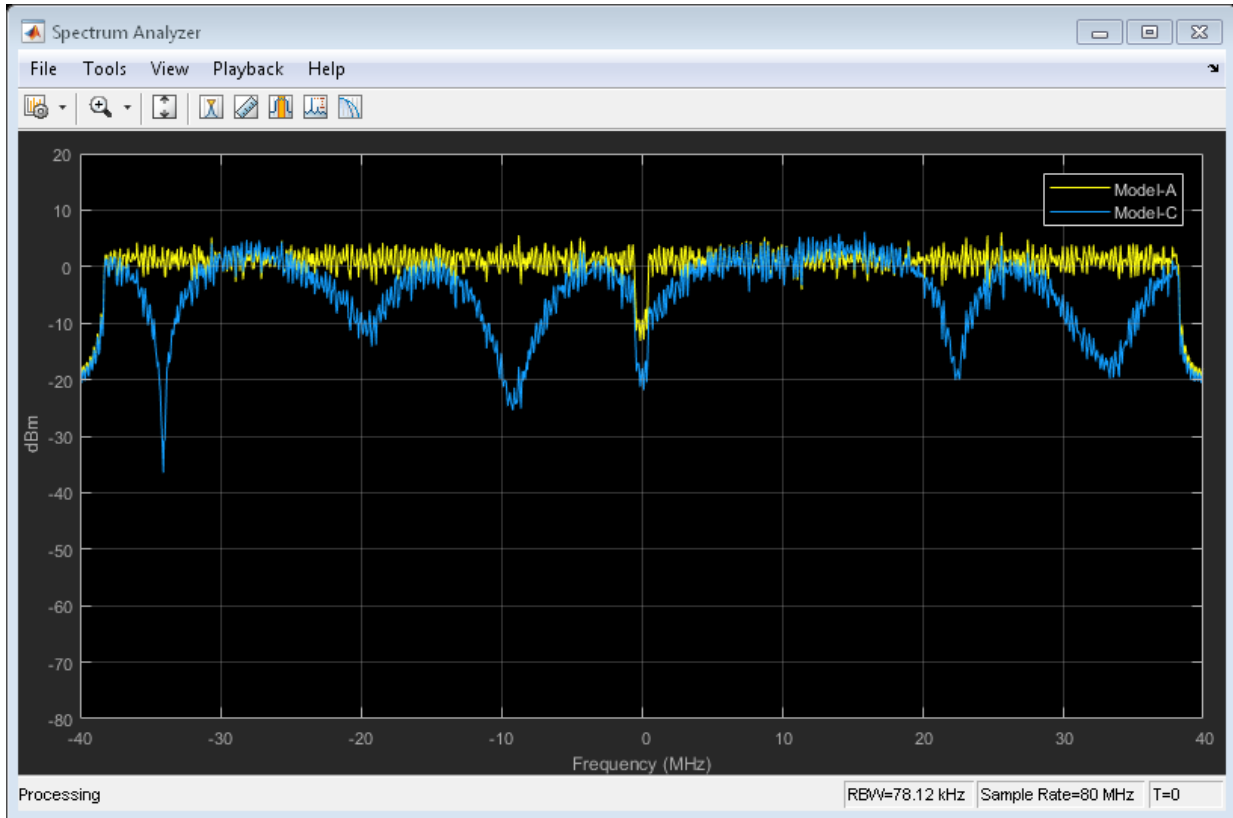 Spectrum Analyzer
File Tools View Playback Help
20
10
0
-10
-20
-30
-40
-50
-60
-70
-80
dBm
Model-A
Model-C
-40 -30 -20 -10 0 10 20 30 40
Frequency (MHz)
Processing RBW=78.12 kHz Sample Rate=80 MHz T=0